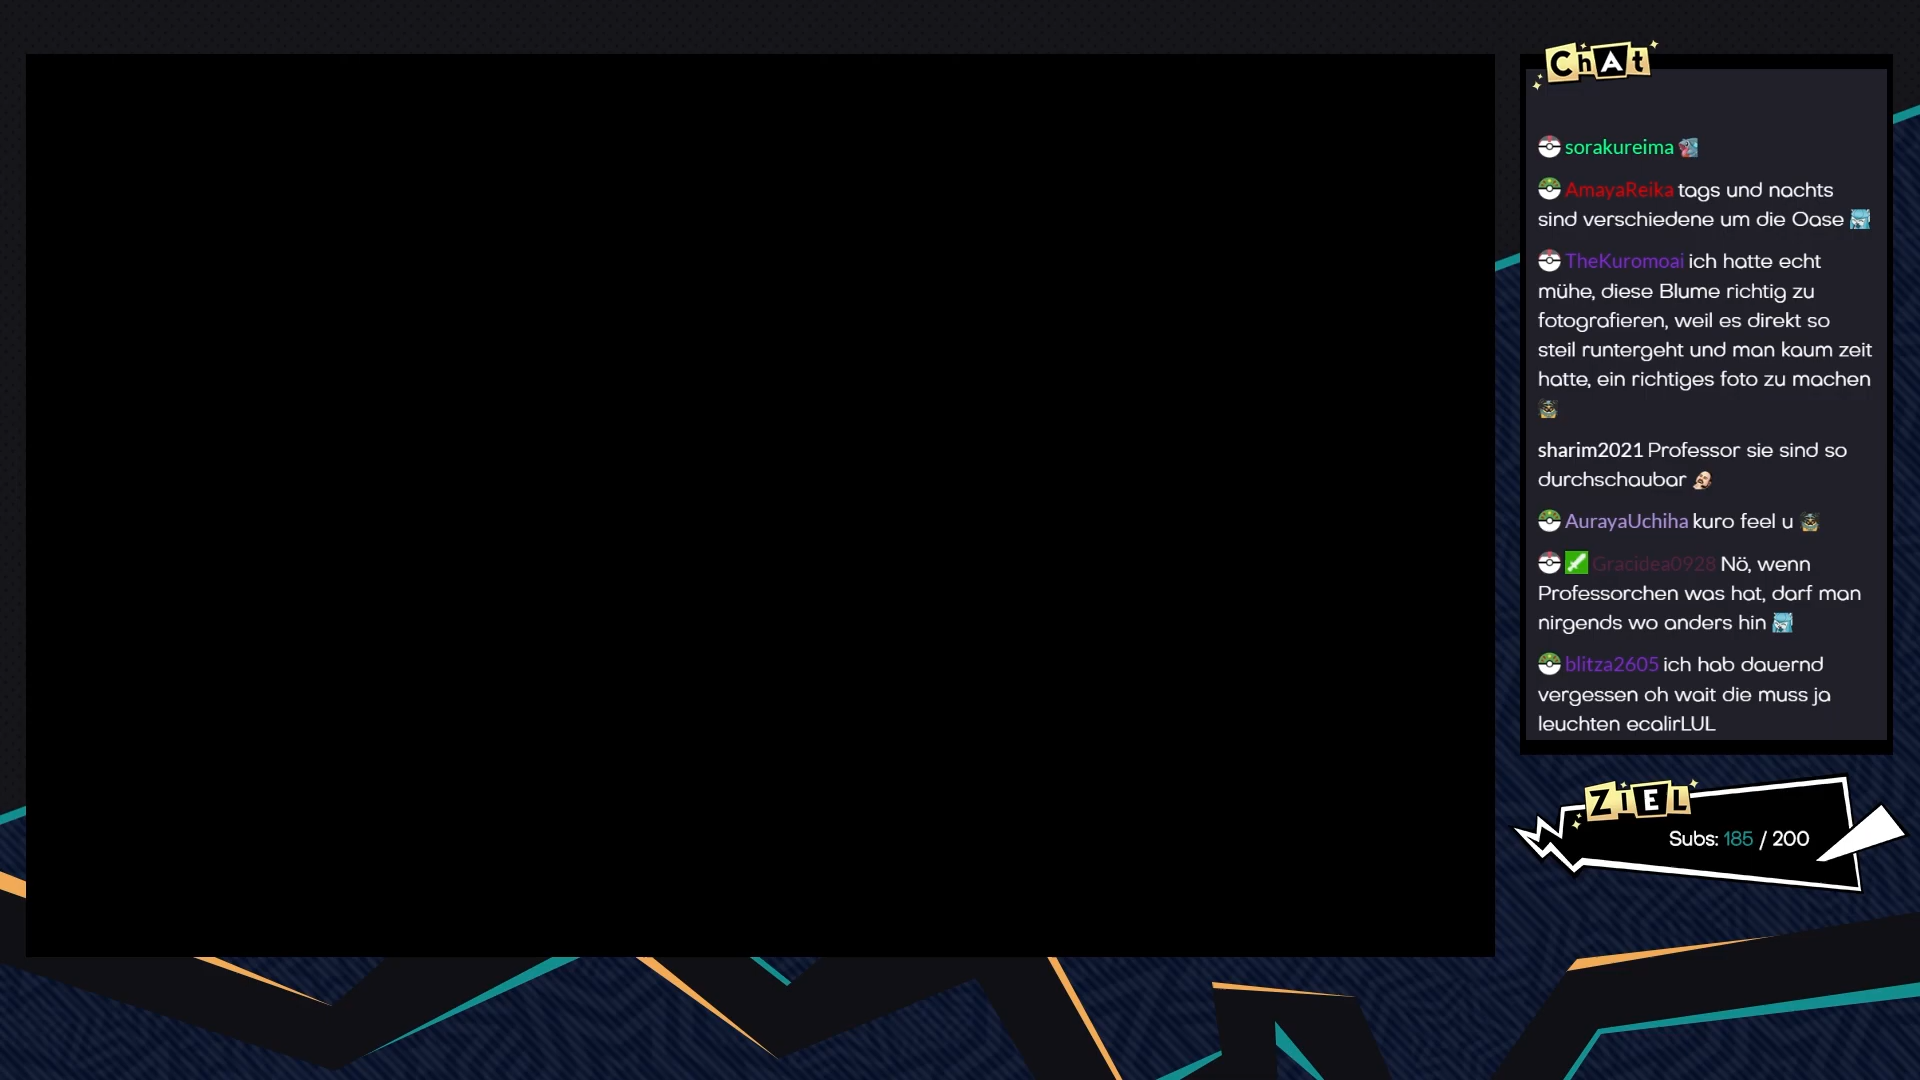 ChAt
sorakureima
AmayaReika tags und nachts
sind verschiedene um die Oase
TheKuromoai ich hatte echt
mühe, diese Blume richtig zu
fotografieren, weil es direkt so
steil runtergeht und man kaum zeit
hatte, ein richtiges foto zu machen
sharim2021 Professor sie sind so
durchschaubar
AurayaUchiha kuro feel u
Gracidea0928 Nö, wenn
Professorchen was hat, darf man
nirgends wo anders hin
blitza2605 ich hab dauernd
vergessen oh wait die muss ja
leuchten ecalirLUL
ZiEL
Subs: 185 / 200